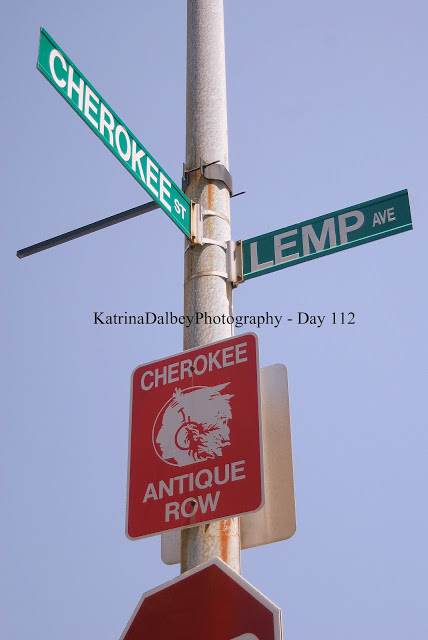 CHEROKEE ST
LEMP AVE
KatrinaDalbeyPhotography - Day 112
CHEROKEE
ANTIQUE
ROW